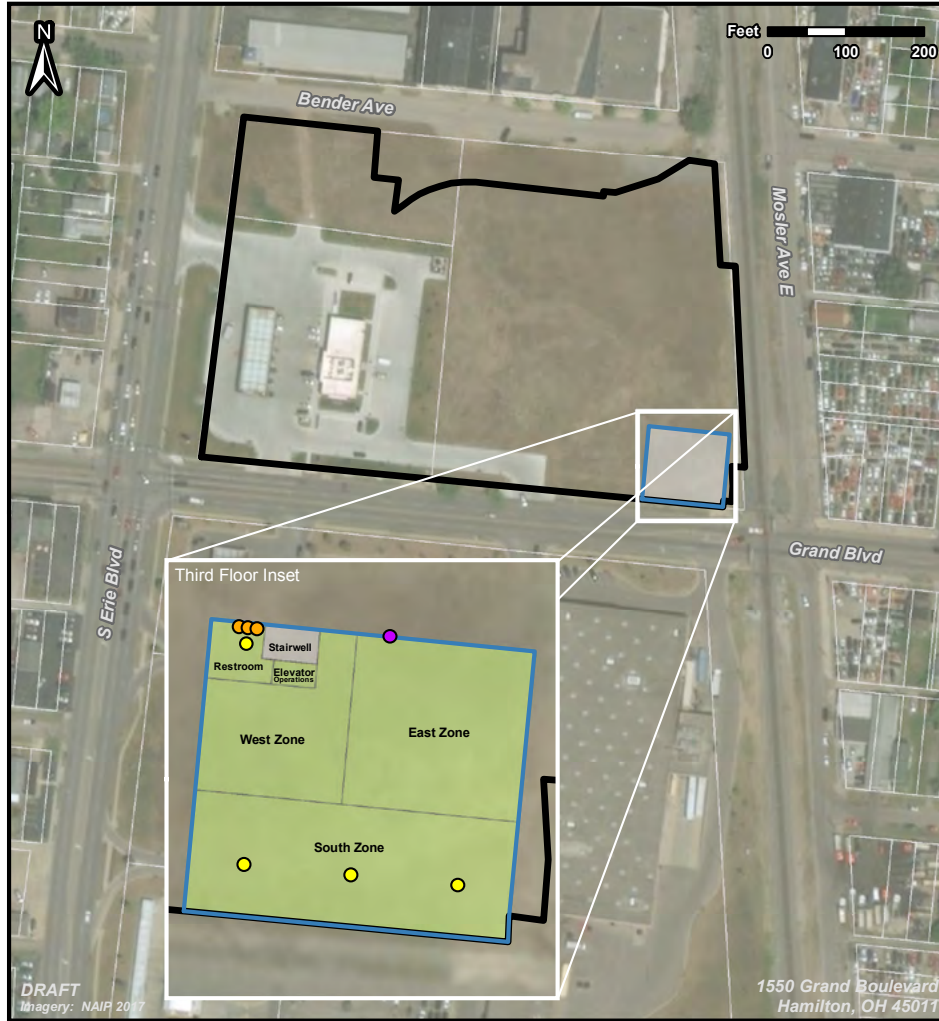 N
Feet
0 100 200
Bender Ave
Mosler Ave E
Grand Blvd
S Erie Blvd
Third Floor Inset
Stairwell
Restroom
Elevator
Operations
West Zone
East Zone
South Zone
DRAFT
Imagery: NAIP 2017
1550 Grand Boulevard
Hamilton, OH 45011